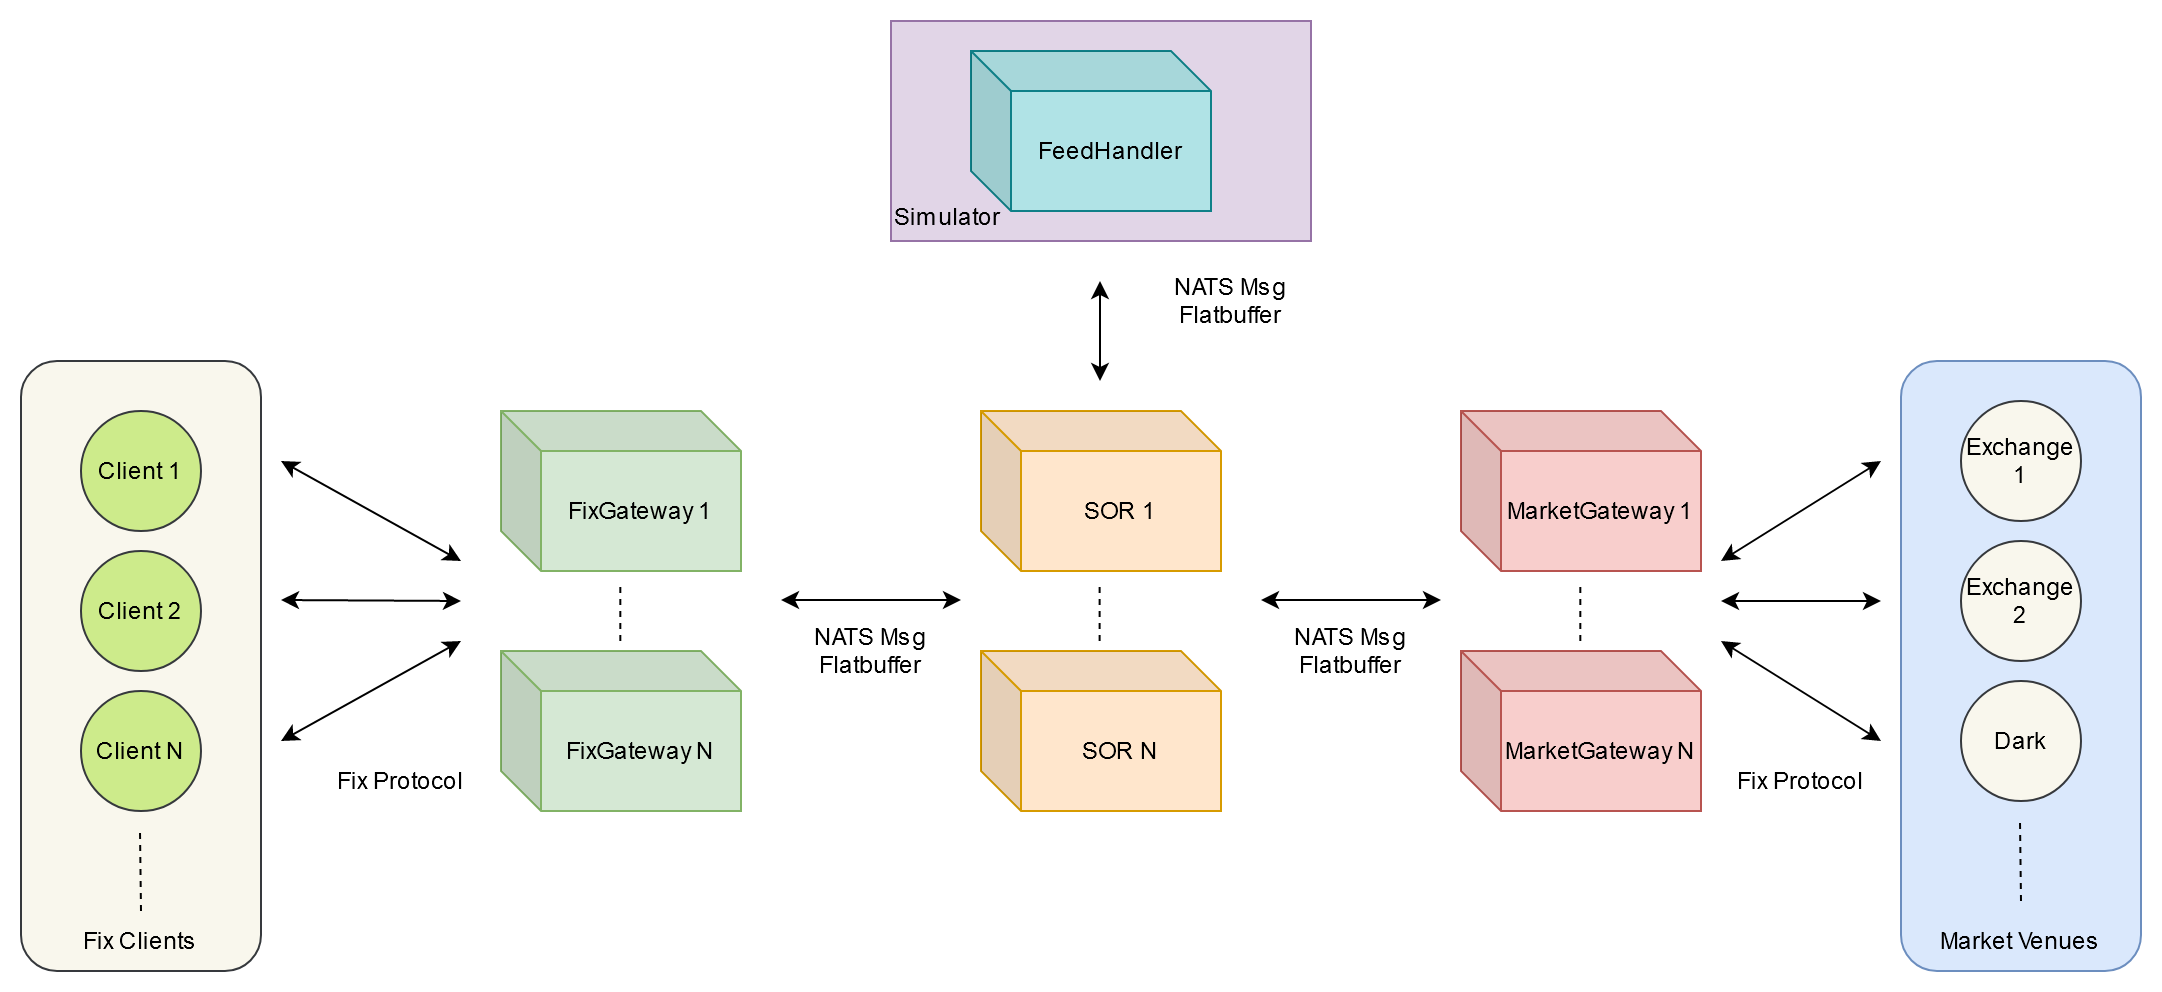 FeedHandler
Simulator
NATS Msg
Flatbuffer
Client 1
Client 2
Client N
Fix Clients
Fix Protocol
FixGateway 1
FixGateway N
NATS Msg
Flatbuffer
SOR 1
SOR N
NATS Msg
Flatbuffer
MarketGateway 1
MarketGateway N
Fix Protocol
Exchange
1
Exchange
2
Dark
Market Venues